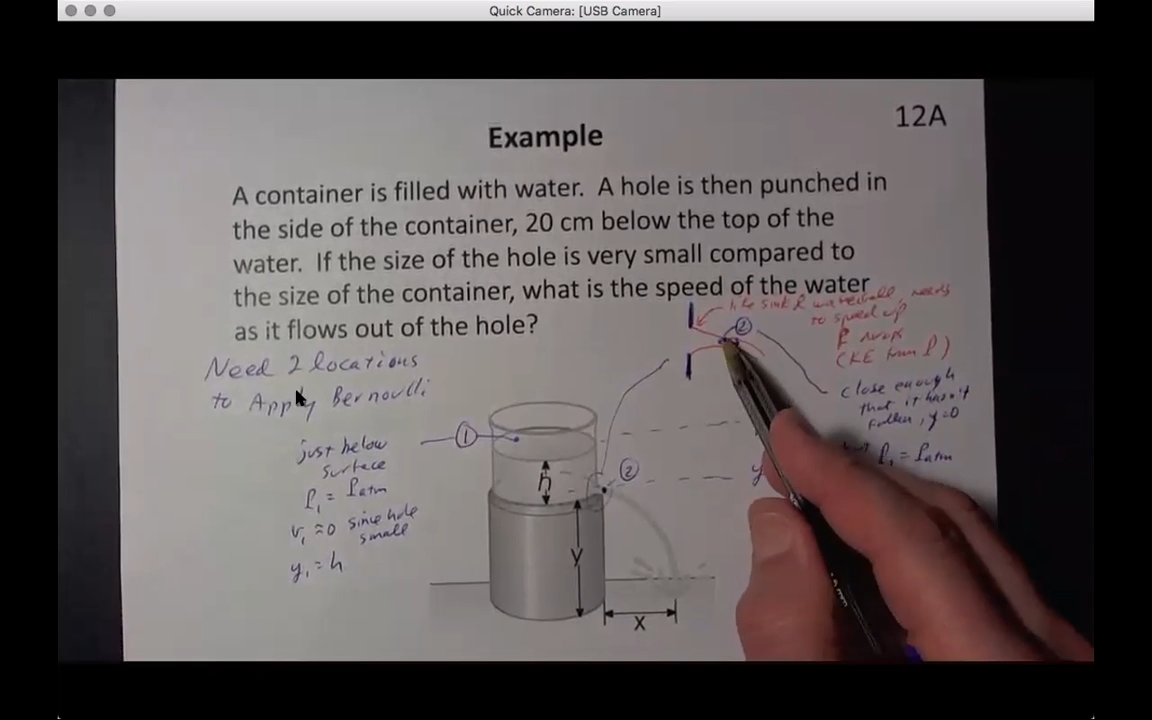 Quick Camera: [USB Camera]
12A
Example
A container is filled with water. A hole is then punched in
the side of the container, 20 cm below the top of the
water. If the size of the hole is very small compared to
the size of the container, what is the speed of the water
as it flows out of the hole?
needs
to speed up
P drops
(KE from P)
2
Need 2 locations
to Apply Bernoulli
close enough
that it hasn't
fallen, y=0
P₁ = Patm
1
just below
surface
P₁ = Patm
v₁ ≈ 0 since hole
small
y₁ = h
h
2
y
y
x